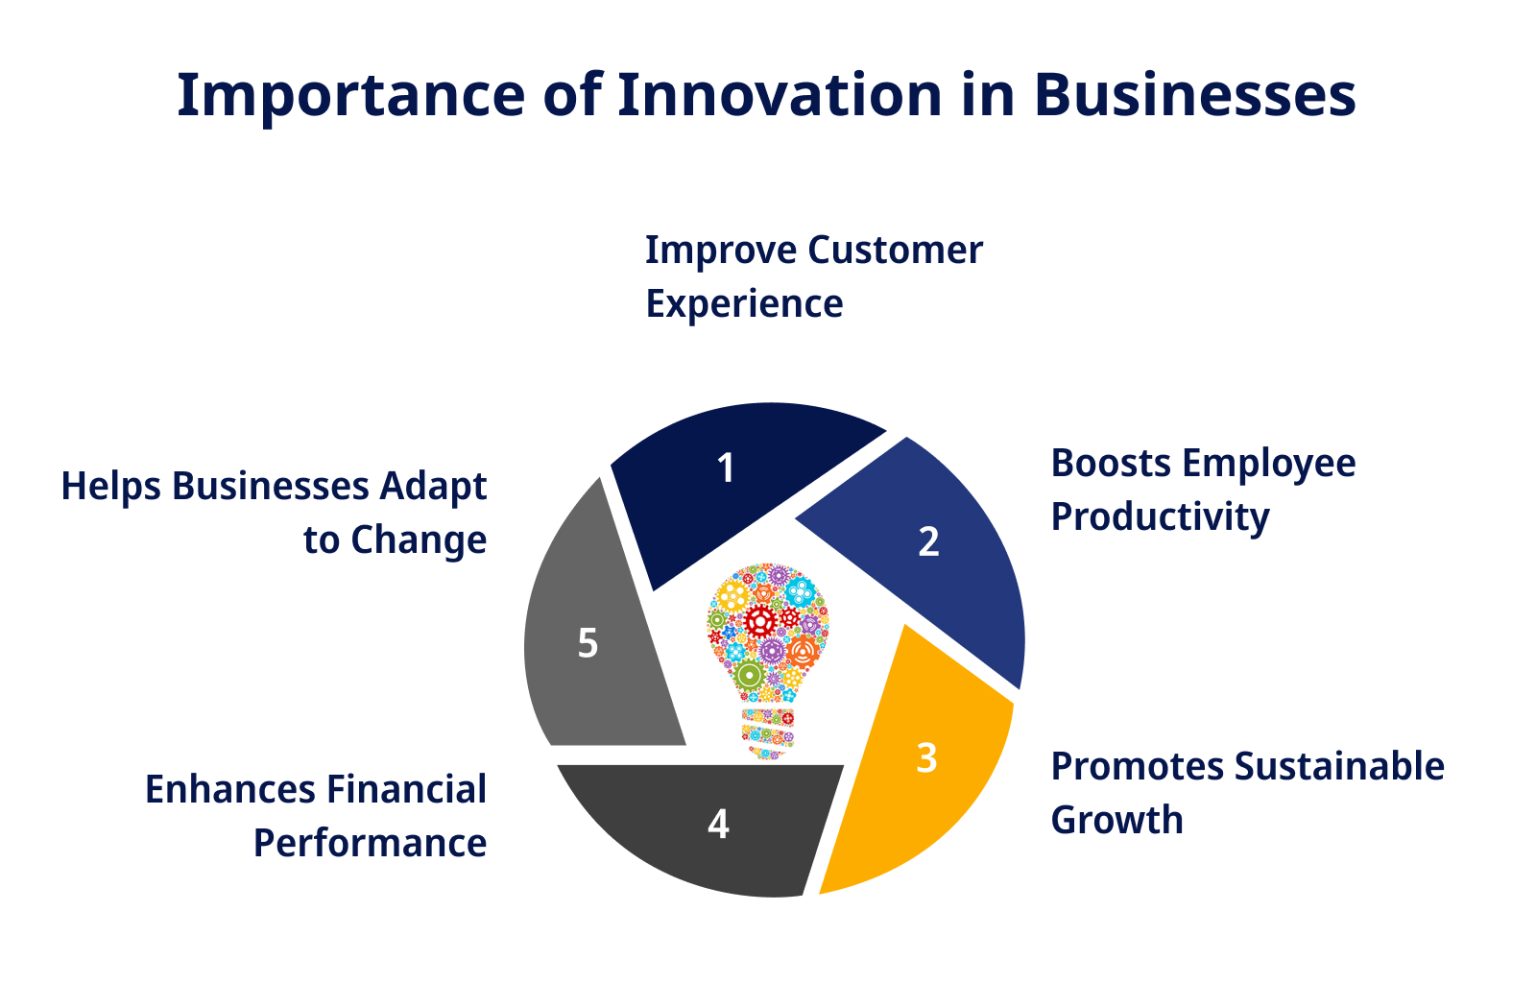 Importance of Innovation in Businesses
Improve Customer
Experience
1
Boosts Employee
Productivity
2
Promotes Sustainable
Growth
3
Enhances Financial
Performance
4
Helps Businesses Adapt
to Change
5